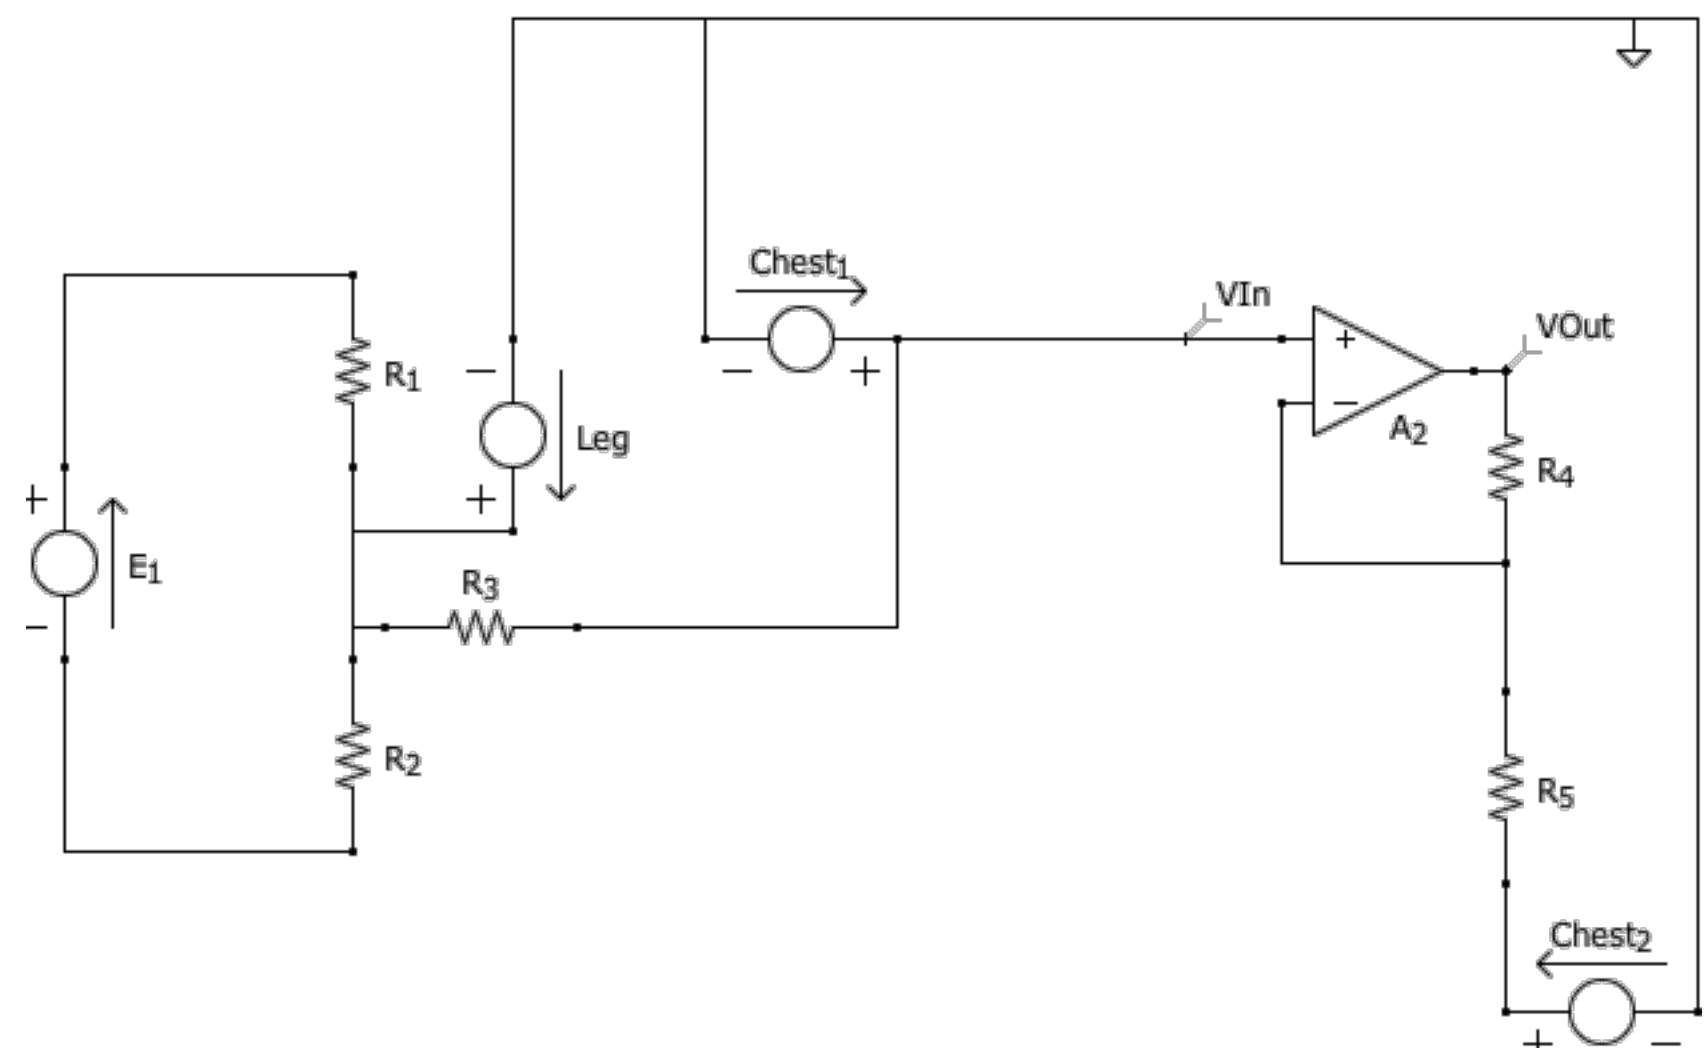 Chest1
VIn
VOut
+
R1
−
+
−
+
Leg
−
A2
R4
+
+
E1
R3
−
R2
R5
Chest2
+
−